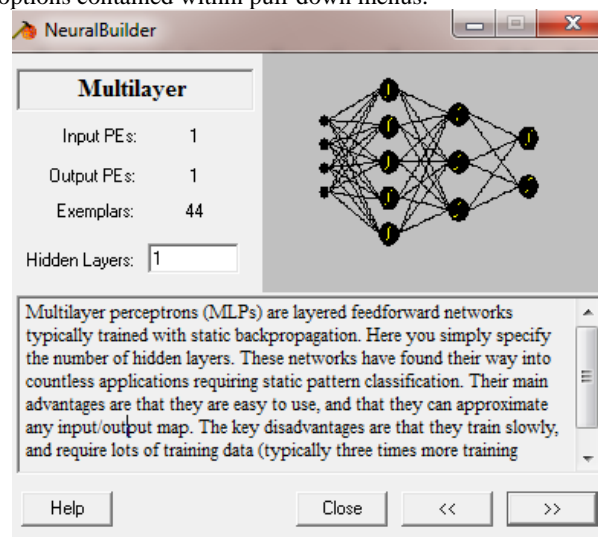 options contained within pull down menus.
NeuralBuilder
Multilayer
Input PEs: 1
Output PEs: 1
Exemplars: 44
Hidden Layers: 1
Multilayer perceptrons (MLPs) are layered feedforward networks
typically trained with static backpropagation. Here you simply specify
the number of hidden layers. These networks have found their way into
countless applications requiring static pattern classification. Their main
advantages are that they are easy to use, and that they can approximate
any input/output map. The key disadvantages are that they train slowly,
and require lots of training data (typically three times more training
Help Close << >>